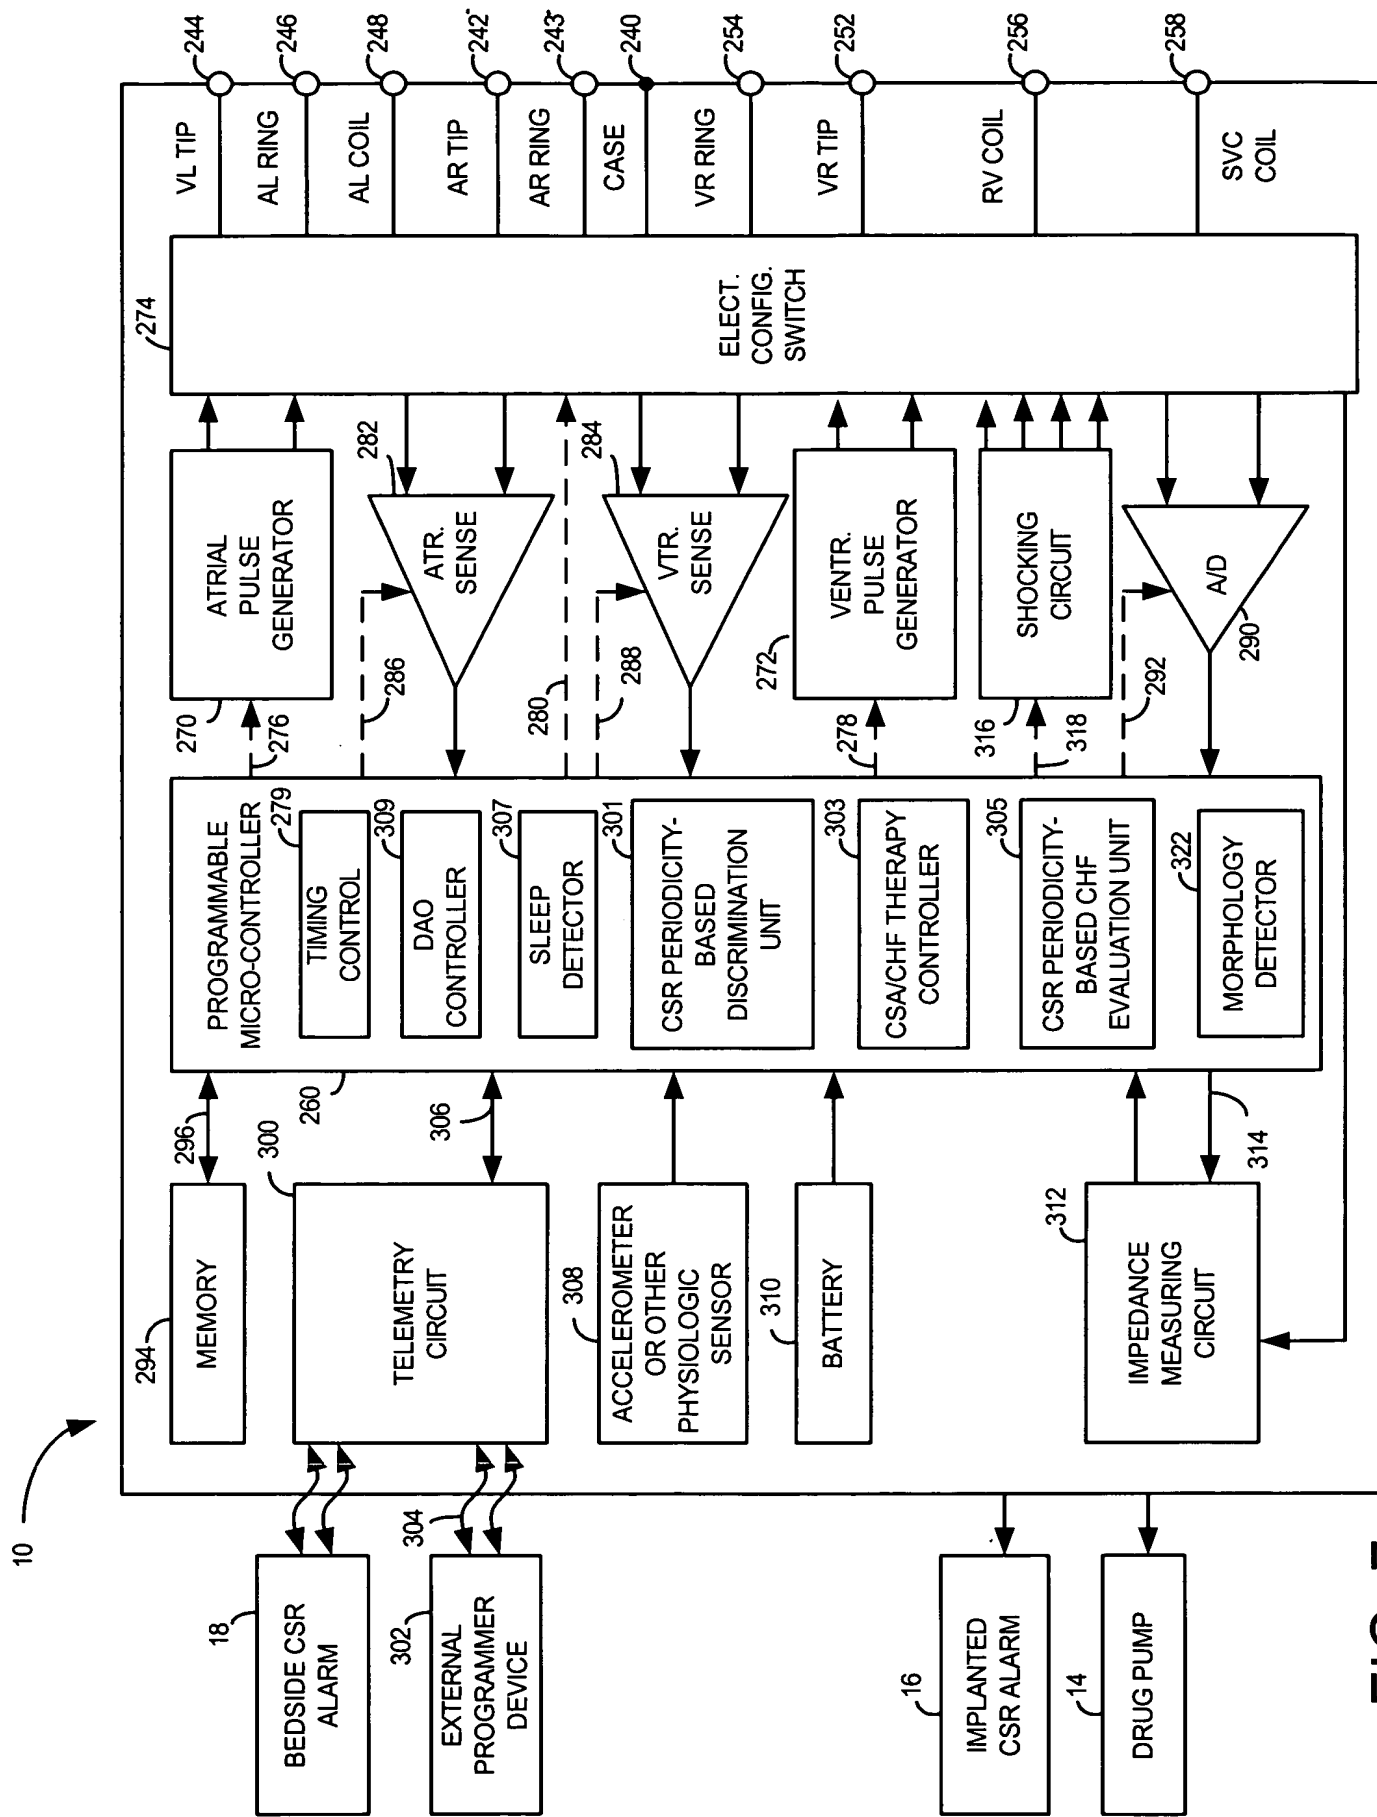 10
18
BEDSIDE CSR
ALARM
302
EXTERNAL
PROGRAMMER
DEVICE
304
16
IMPLANTED
CSR ALARM
14
DRUG PUMP
294
MEMORY
296
300
TELEMETRY
CIRCUIT
306
308
ACCELEROMETER
OR OTHER
PHYSIOLOGIC
SENSOR
310
BATTERY
312
IMPEDANCE
MEASURING
CIRCUIT
314
260
PROGRAMMABLE
MICRO-CONTROLLER
279
TIMING
CONTROL
309
DAO
CONTROLLER
307
SLEEP
DETECTOR
301
CSR PERIODICITY-
BASED
DISCRIMINATION
UNIT
303
CSA/CHF THERAPY
CONTROLLER
305
CSR PERIODICITY-
BASED CHF
EVALUATION UNIT
322
MORPHOLOGY
DETECTOR
270
276
ATRIAL
PULSE
GENERATOR
286
282
ATR.
SENSE
280
288
284
VTR.
SENSE
278
272
VENTR.
PULSE
GENERATOR
316
318
SHOCKING
CIRCUIT
292
A/D
290
274
ELECT.
CONFIG.
SWITCH
VL TIP
244
AL RING
246
AL COIL
248
AR TIP
242
AR RING
243
CASE
240
VR RING
254
VR TIP
252
RV COIL
256
SVC
COIL
258